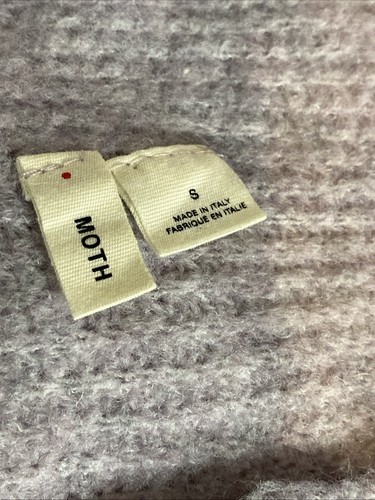 MOTH
S
MADE IN ITALY
FABRIQUE EN ITALIE